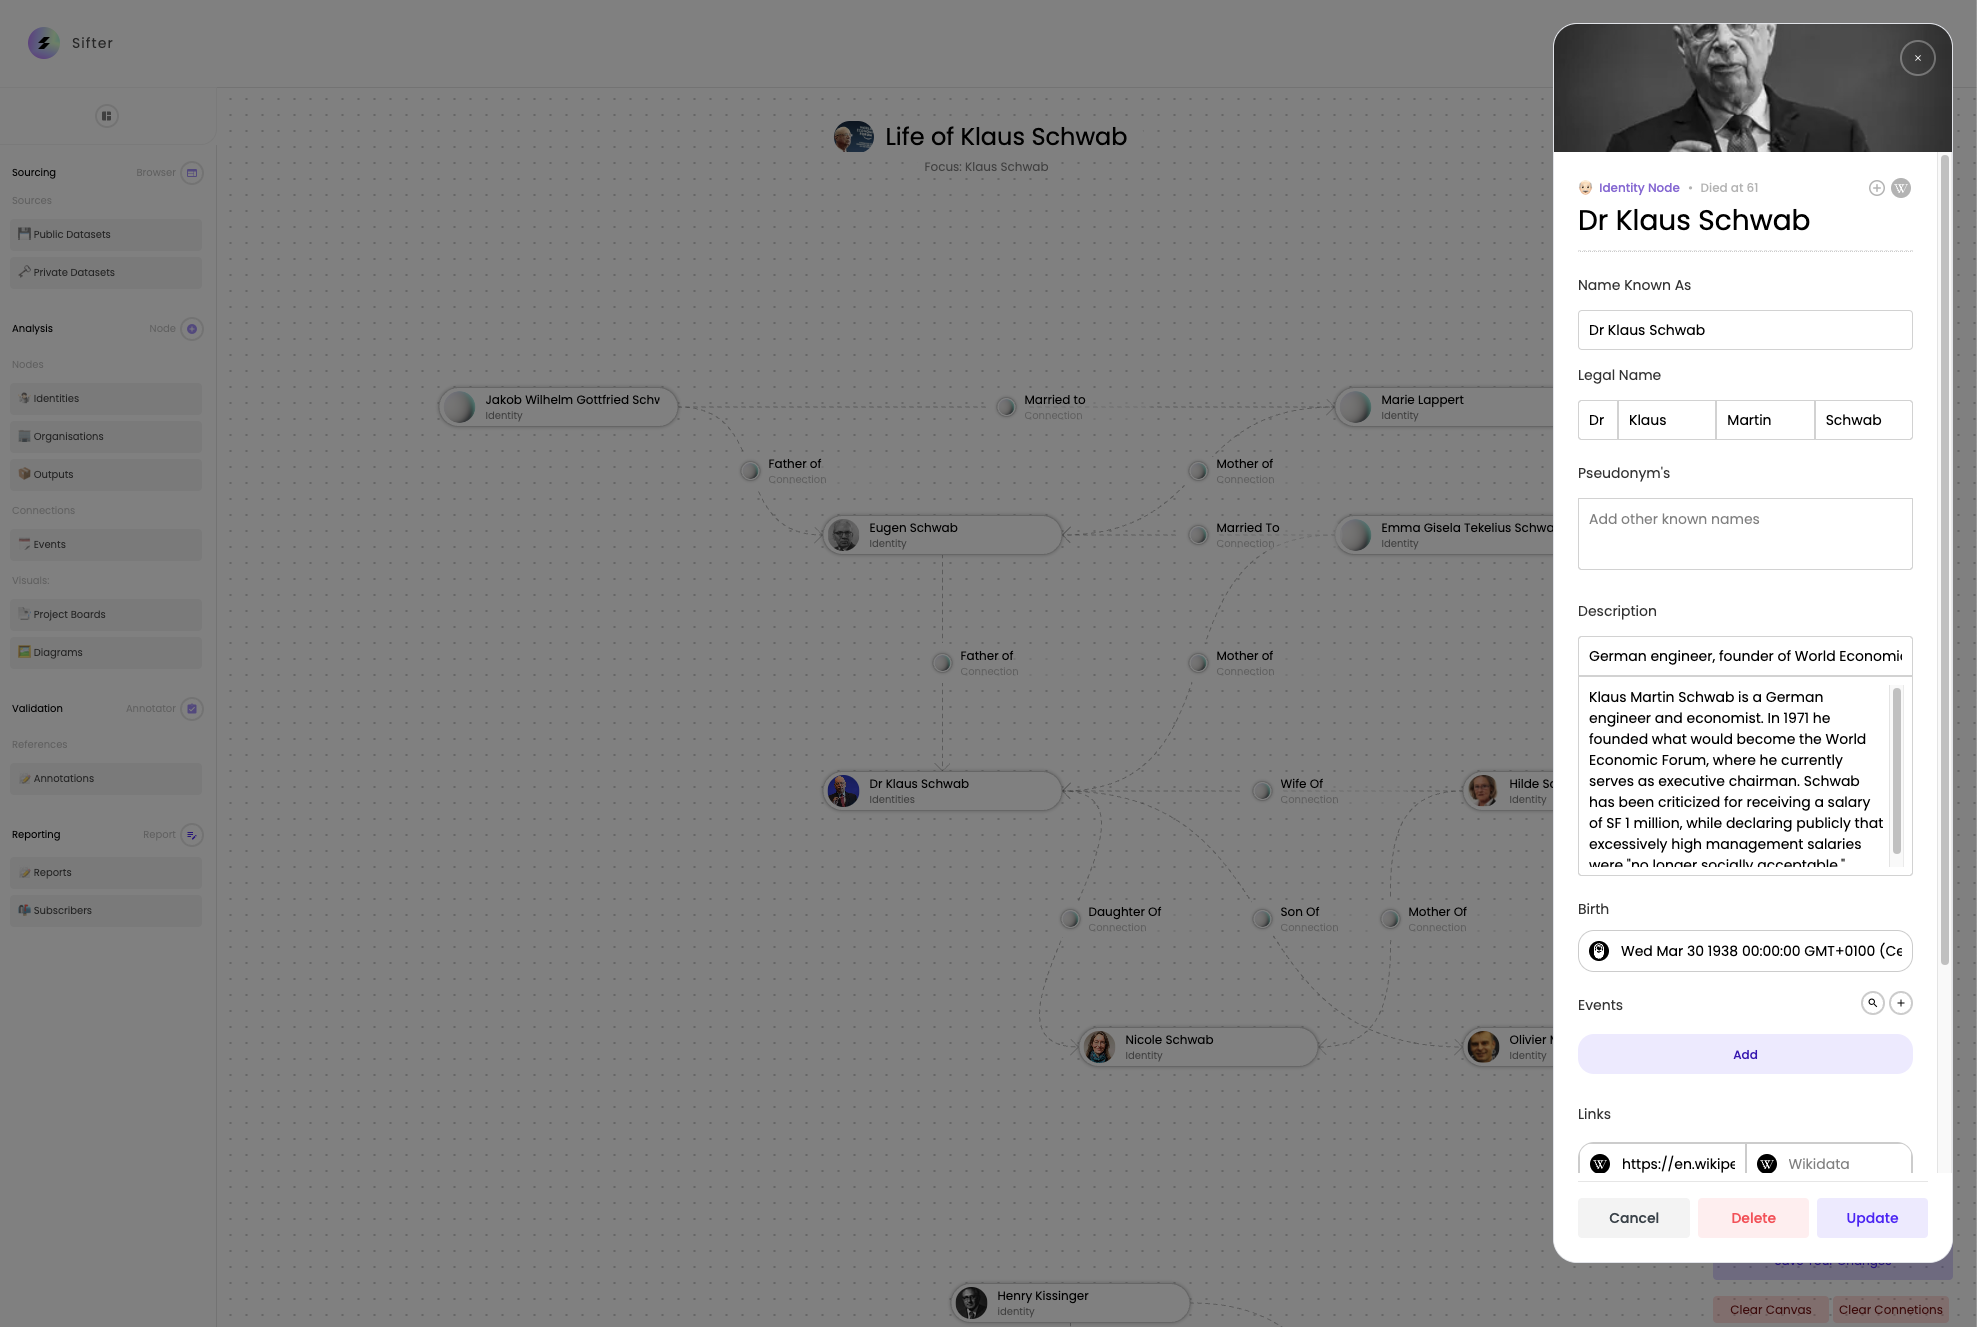 Sifter
Life of Klaus Schwab
Focus: Klaus Schwab
Sourcing
Browser
Sources
Public Datasets
Private Datasets
Analysis
Node
Nodes
Identities
Organisations
Outputs
Connections
Events
Visuals:
Project Boards
Diagrams
Validation
Annotator
References
Annotations
Reporting
Report
Reports
Subscribers
Jakob Wilhelm Gottfried Schw
Identity
Married to
Connection
Marie Lappert
Identity
Father of
Connection
Mother of
Connection
Eugen Schwab
Identity
Married To
Connection
Emma Gisela Tekelius Schwa
Identity
Father of
Connection
Mother of
Connection
Dr Klaus Schwab
Identities
Wife Of
Connection
Hilde Sc
Identity
Daughter Of
Connection
Son Of
Connection
Mother Of
Connection
Nicole Schwab
Identity
Olivier M
Identity
Henry Kissinger
Identity
×
Identity Node • Died at 61
W
Dr Klaus Schwab
Name Known As
Dr Klaus Schwab
Legal Name
Dr Klaus Martin Schwab
Pseudonym's
Add other known names
Description
German engineer, founder of World Economic
Klaus Martin Schwab is a German
engineer and economist. In 1971 he
founded what would become the World
Economic Forum, where he currently
serves as executive chairman. Schwab
has been criticized for receiving a salary
of SF 1 million, while declaring publicly that
excessively high management salaries
were "no longer socially acceptable."
Birth
Wed Mar 30 1938 00:00:00 GMT+0100 (Ce
Events
Add
Links
W https://en.wikipe
W Wikidata
Cancel
Delete
Update
Save Your Changes
Clear Canvas
Clear Connetions